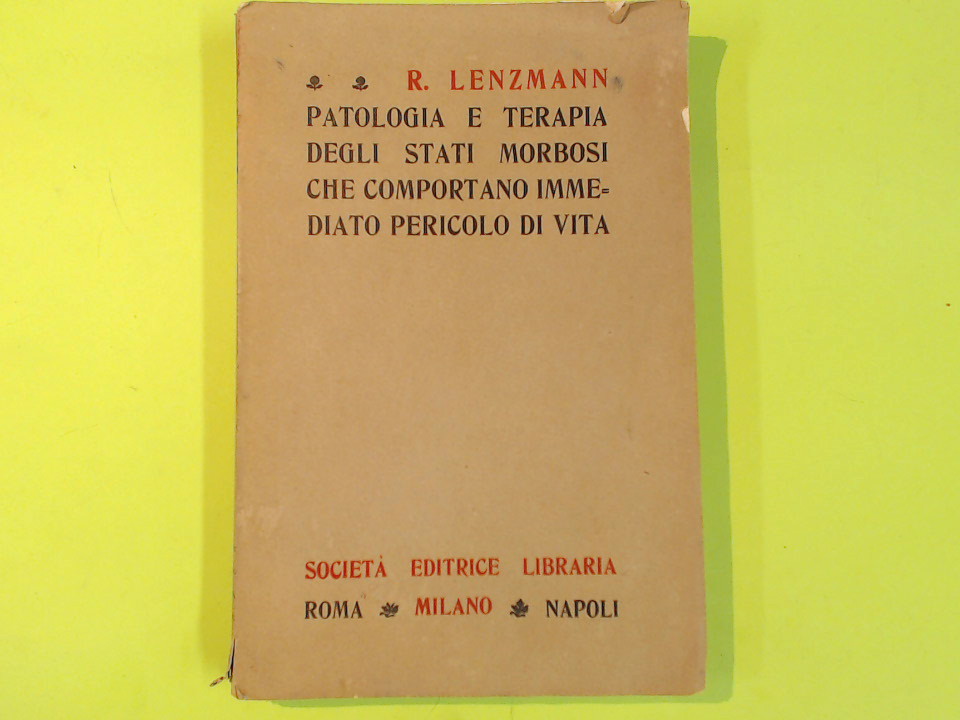 R. LENZMANN
PATOLOGIA E TERAPIA
DEGLI STATI MORBOSI
CHE COMPORTANO IMME=
DIATO PERICOLO DI VITA
SOCIETÀ EDITRICE LIBRARIA
ROMA MILANO NAPOLI